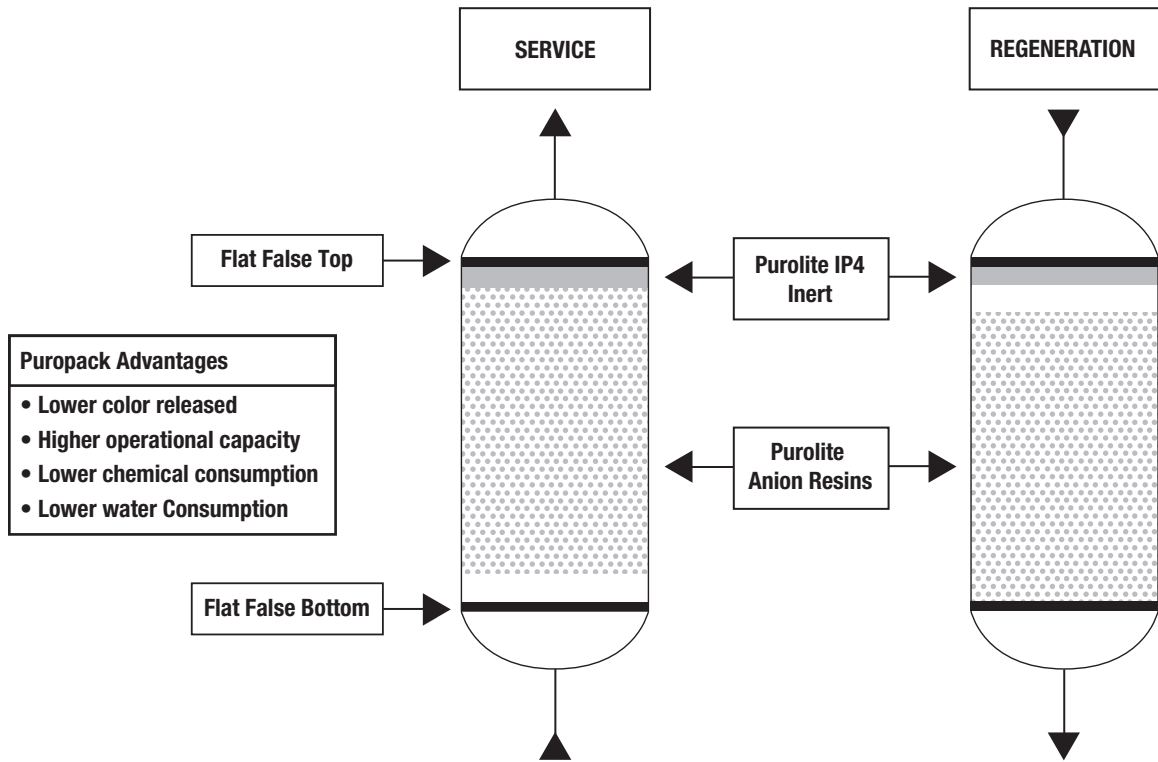 SERVICE
REGENERATION
Flat False Top
Purolite IP4
Inert
Puropack Advantages
• Lower color released
• Higher operational capacity
• Lower chemical consumption
• Lower water Consumption
Purolite
Anion Resins
Flat False Bottom